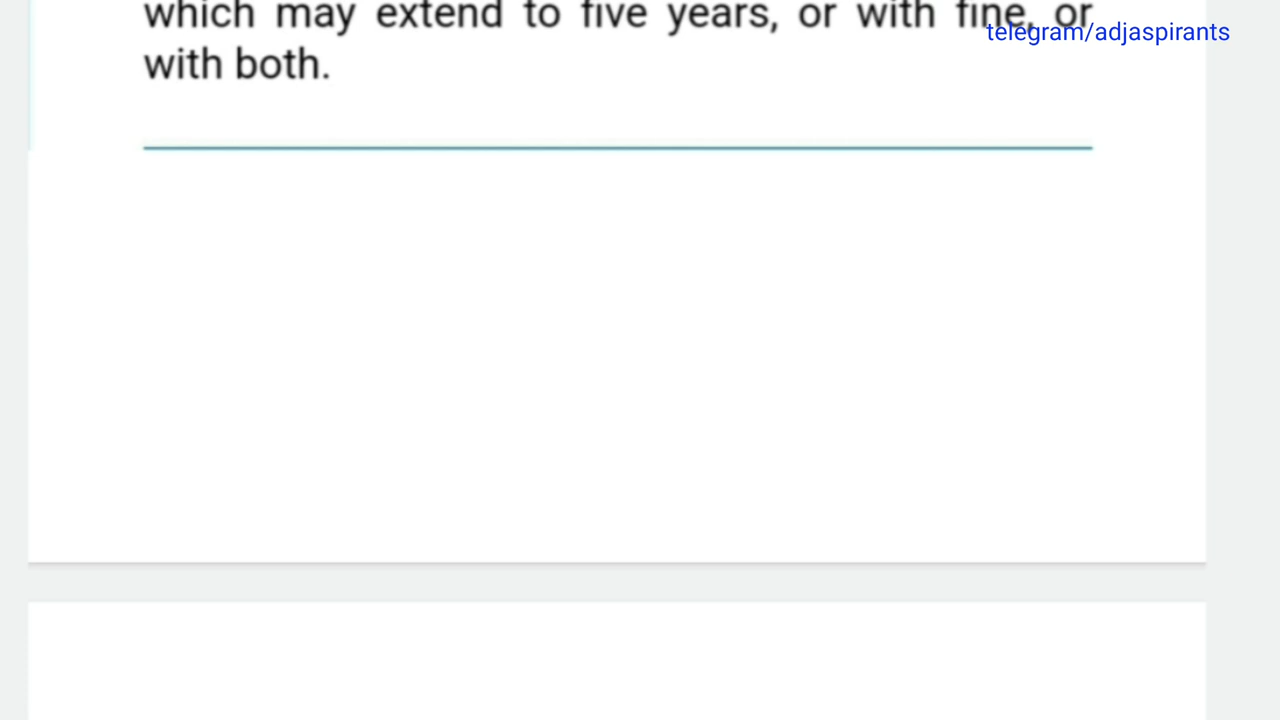 which may extend to five years, or with fine, or
telegram/adjaspirants
with both.